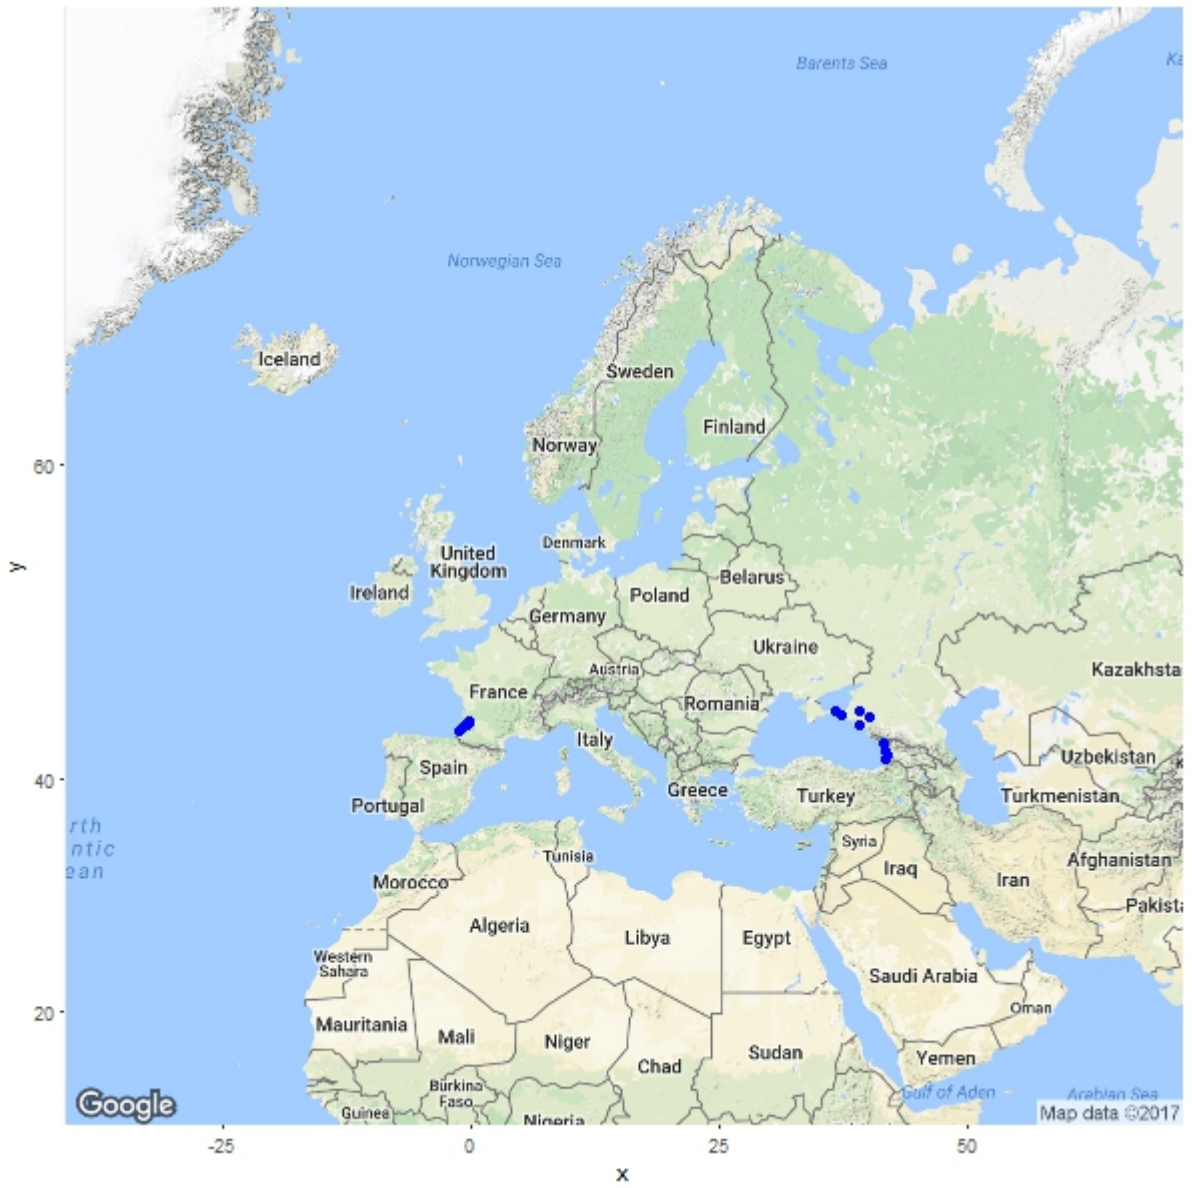 Barents Sea
Ka
Norwegian Sea
Iceland
Sweden
Finland
Norway
60
Denmark
United
Kingdom
y
Belarus
Ireland
Poland
Germany
Ukraine
Austria
Kazakhsta
France
Romania
Italy
Uzbekistan
K
Spain
40
Greece
Turkey
Turkmenistan
Portugal
rth
ntic
ean
Syria
Tunisia
Afghanistan
Iraq
Morocco
Iran
Pakista
Algeria
Libya
Egypt
Western
Sahara
Saudi Arabia
Oman
20
Mauritania
Mali
Niger
Sudan
Yemen
Chad
Burkina
Faso
Gulf of Aden
Arabian Sea
Google
Guinea
Nigeria
Map data ©2017
-25
0
25
50
x